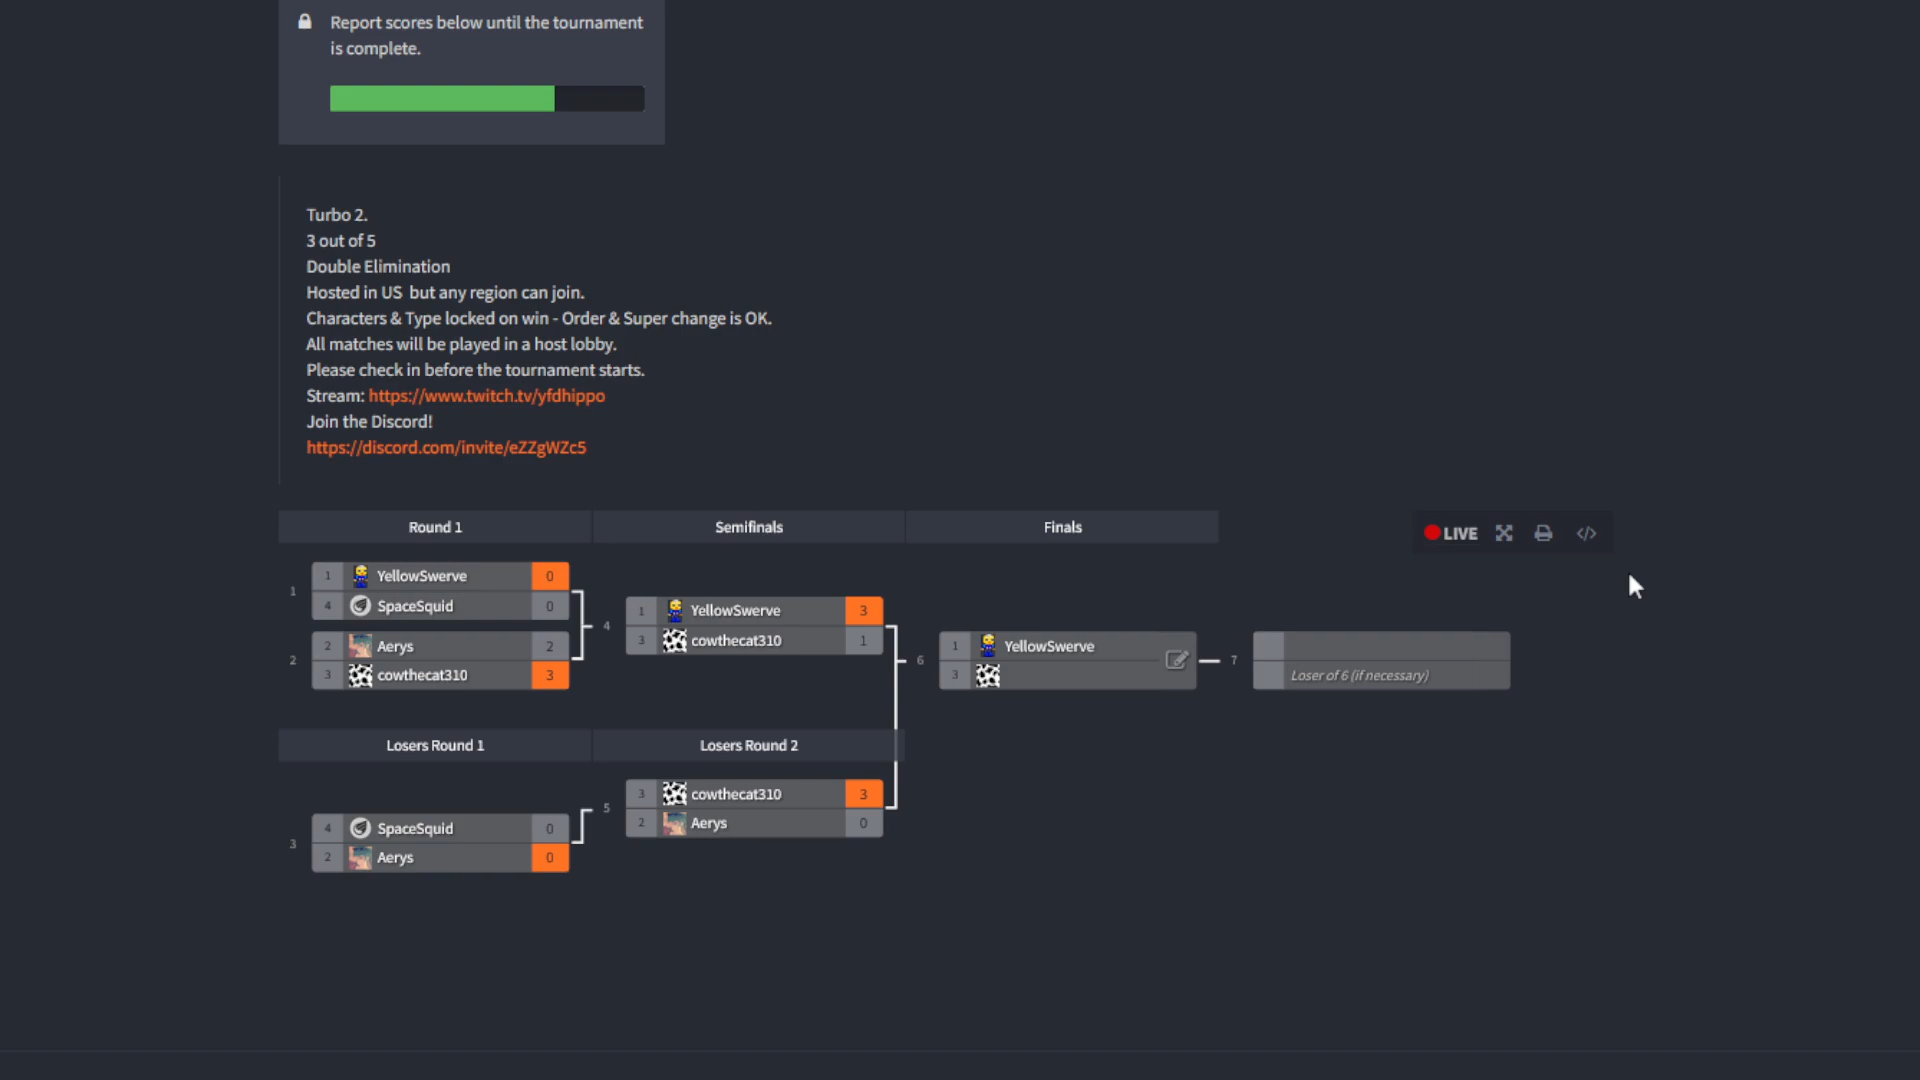 Report scores below until the tournament
is complete.
Turbo 2.
3 out of 5
Double Elimination
Hosted in US  but any region can join.
Characters & Type locked on win - Order & Super change is OK.
All matches will be played in a host lobby.
Please check in before the tournament starts.
Stream: https://www.twitch.tv/yfdhippo
Join the Discord!
https://discord.com/invite/eZZgWZc5
Round 1 Semifinals Finals
LIVE
1
1 YellowSwerve 0
4 SpaceSquid 0
2
2 Aerys 2
3 cowthecat310 3
4
1 YellowSwerve 3
3 cowthecat310 1
6
1 YellowSwerve
3
7
Loser of 6 (if necessary)
Losers Round 1 Losers Round 2
3
4 SpaceSquid 0
2 Aerys 0
5
3 cowthecat310 3
2 Aerys 0